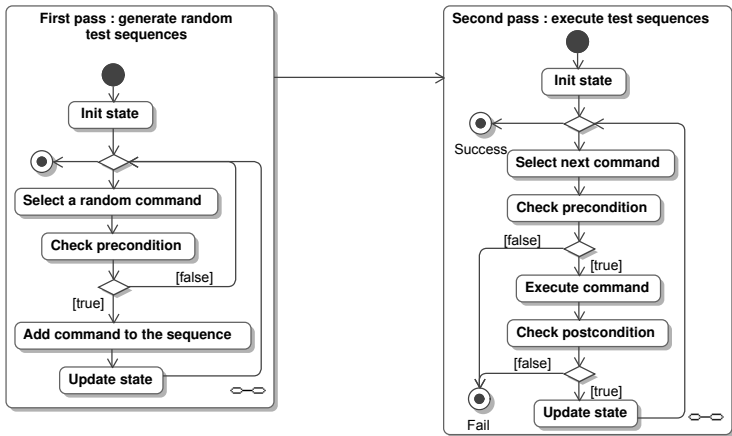 First pass : generate random
test sequences
Init state
Select a random command
Check precondition
[false]
[true]
Add command to the sequence
Update state
Second pass : execute test sequences
Init state
Success
Select next command
Check precondition
[false]
[true]
Execute command
Check postcondition
[false]
[true]
Update state
Fail